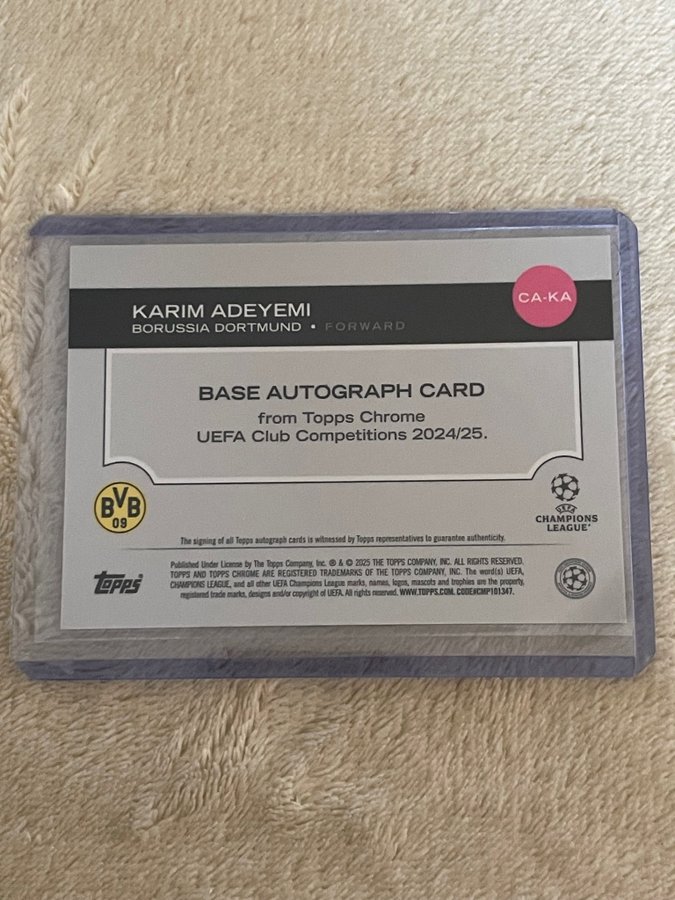 CA-KA
KARIM ADEYEMI
BORUSSIA DORTMUND • FORWARD
BASE AUTOGRAPH CARD
from Topps Chrome
UEFA Club Competitions 2024/25.
BVB
09
UEFA
CHAMPIONS
LEAGUE
The signing of all Topps autograph cards is witnessed by Topps representatives to guarantee authenticity.
Topps
Published Under License by The Topps Company, Inc. ® & © 2025 THE TOPPS COMPANY, INC. ALL RIGHTS RESERVED.
TOPPS AND TOPPS CHROME ARE REGISTERED TRADEMARKS OF THE TOPPS COMPANY, INC. The word(s) UEFA,
CHAMPIONS LEAGUE, and all other UEFA Champions League marks, names, logos, mascots and trophies are the property,
registered trade marks, designs and/or copyright of UEFA. All rights reserved. WWW.TOPPS.COM. CODE#CMP101347.